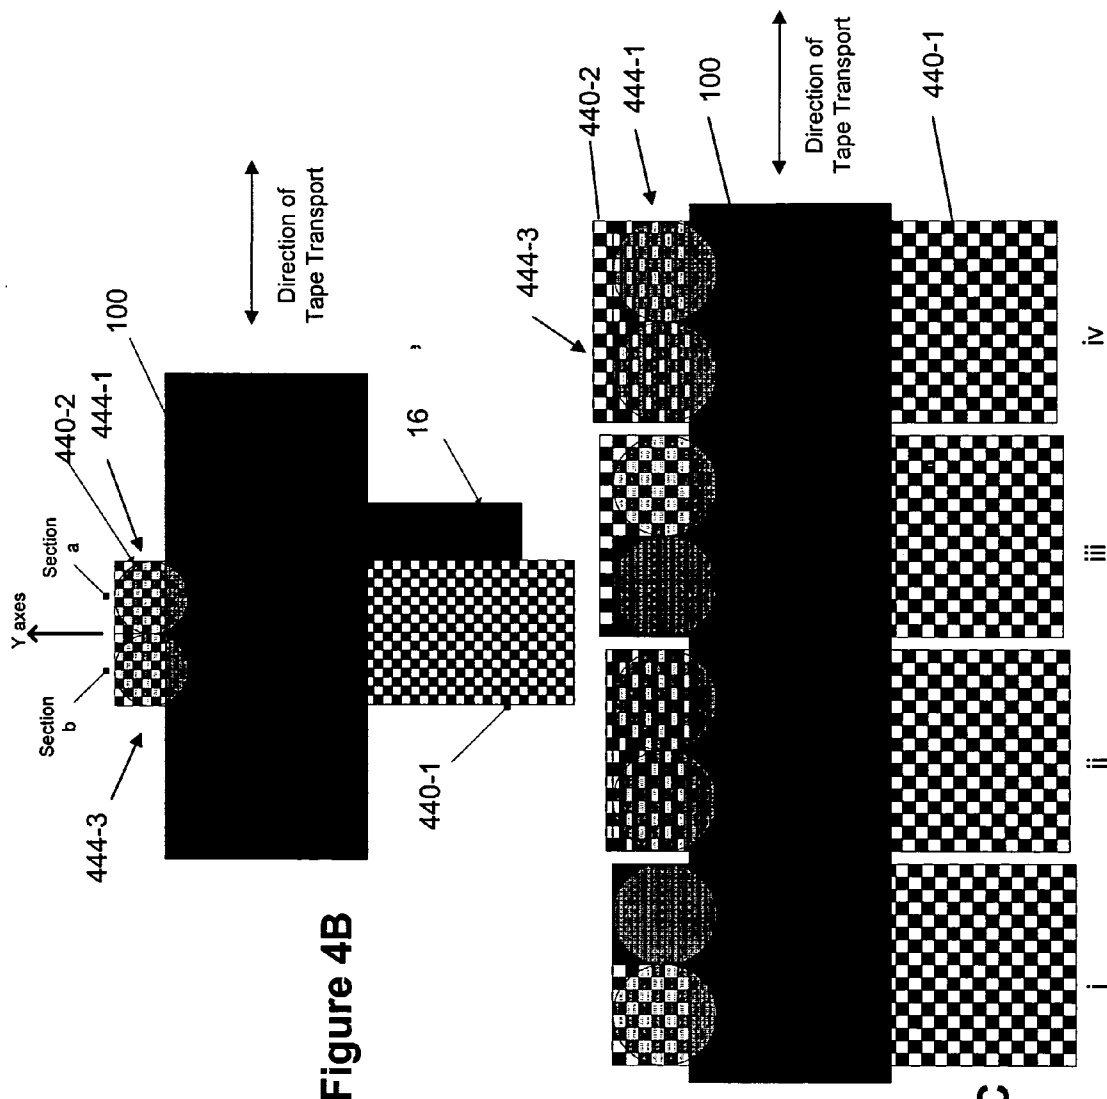 Y axes
Section
a
Section
b
440-2
444-1
100
444-3
Direction of
Tape Transport
16
440-1
Figure 4B
444-3
440-2
444-1
100
Direction of
Tape Transport
440-1
i
ii
iii
iv
C